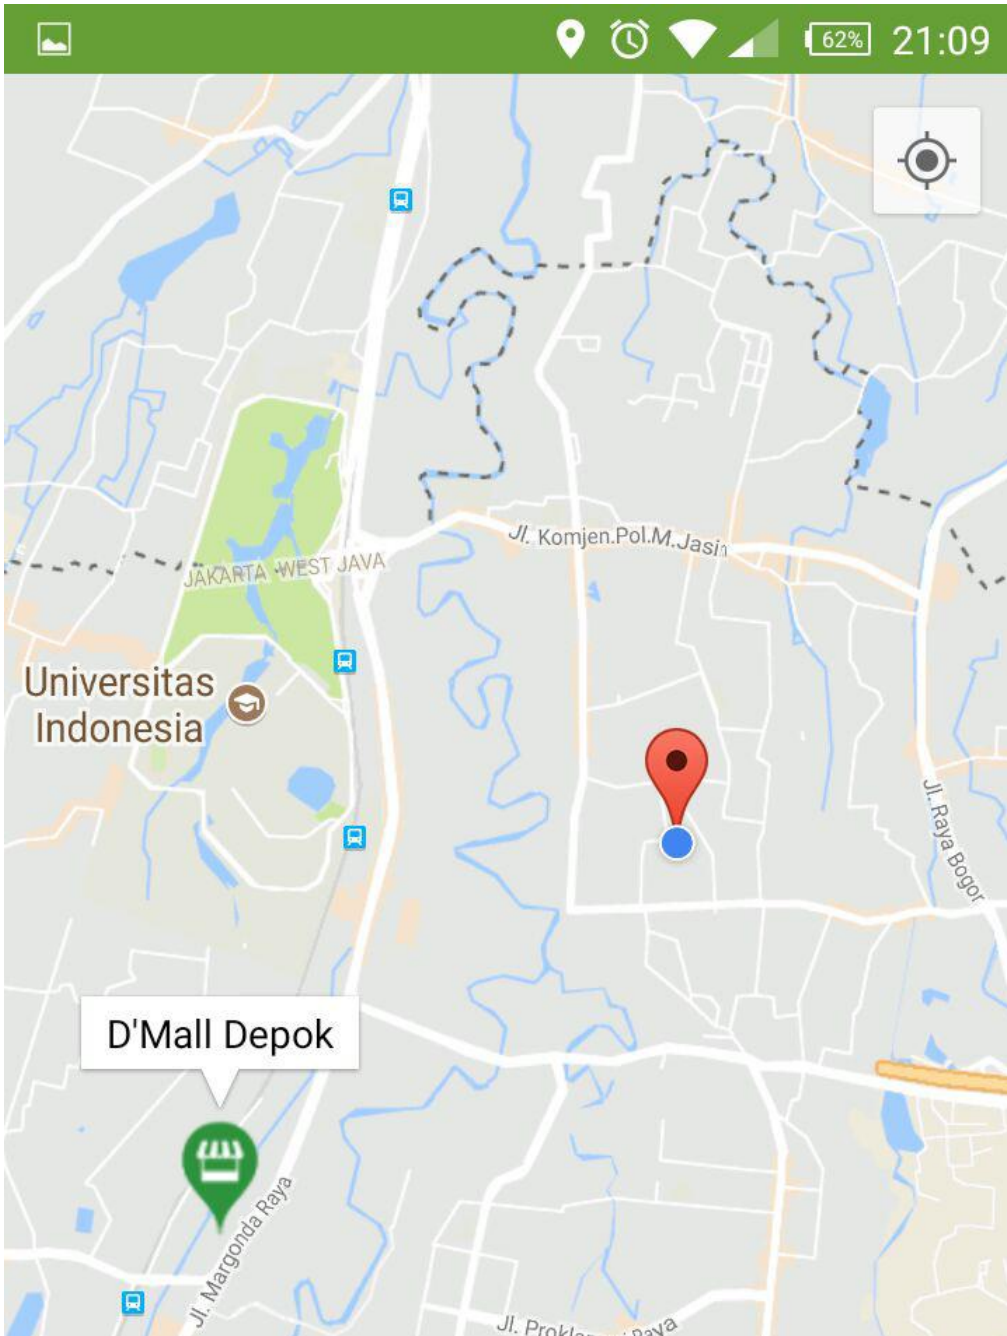 62%
21:09
Jl. Komjen.Pol.M.Jasin
JAKARTA
WEST JAVA
Universitas
Indonesia
Jl. Raya Bogor
D'Mall Depok
Jl. Margonda Raya
Jl.
Raya